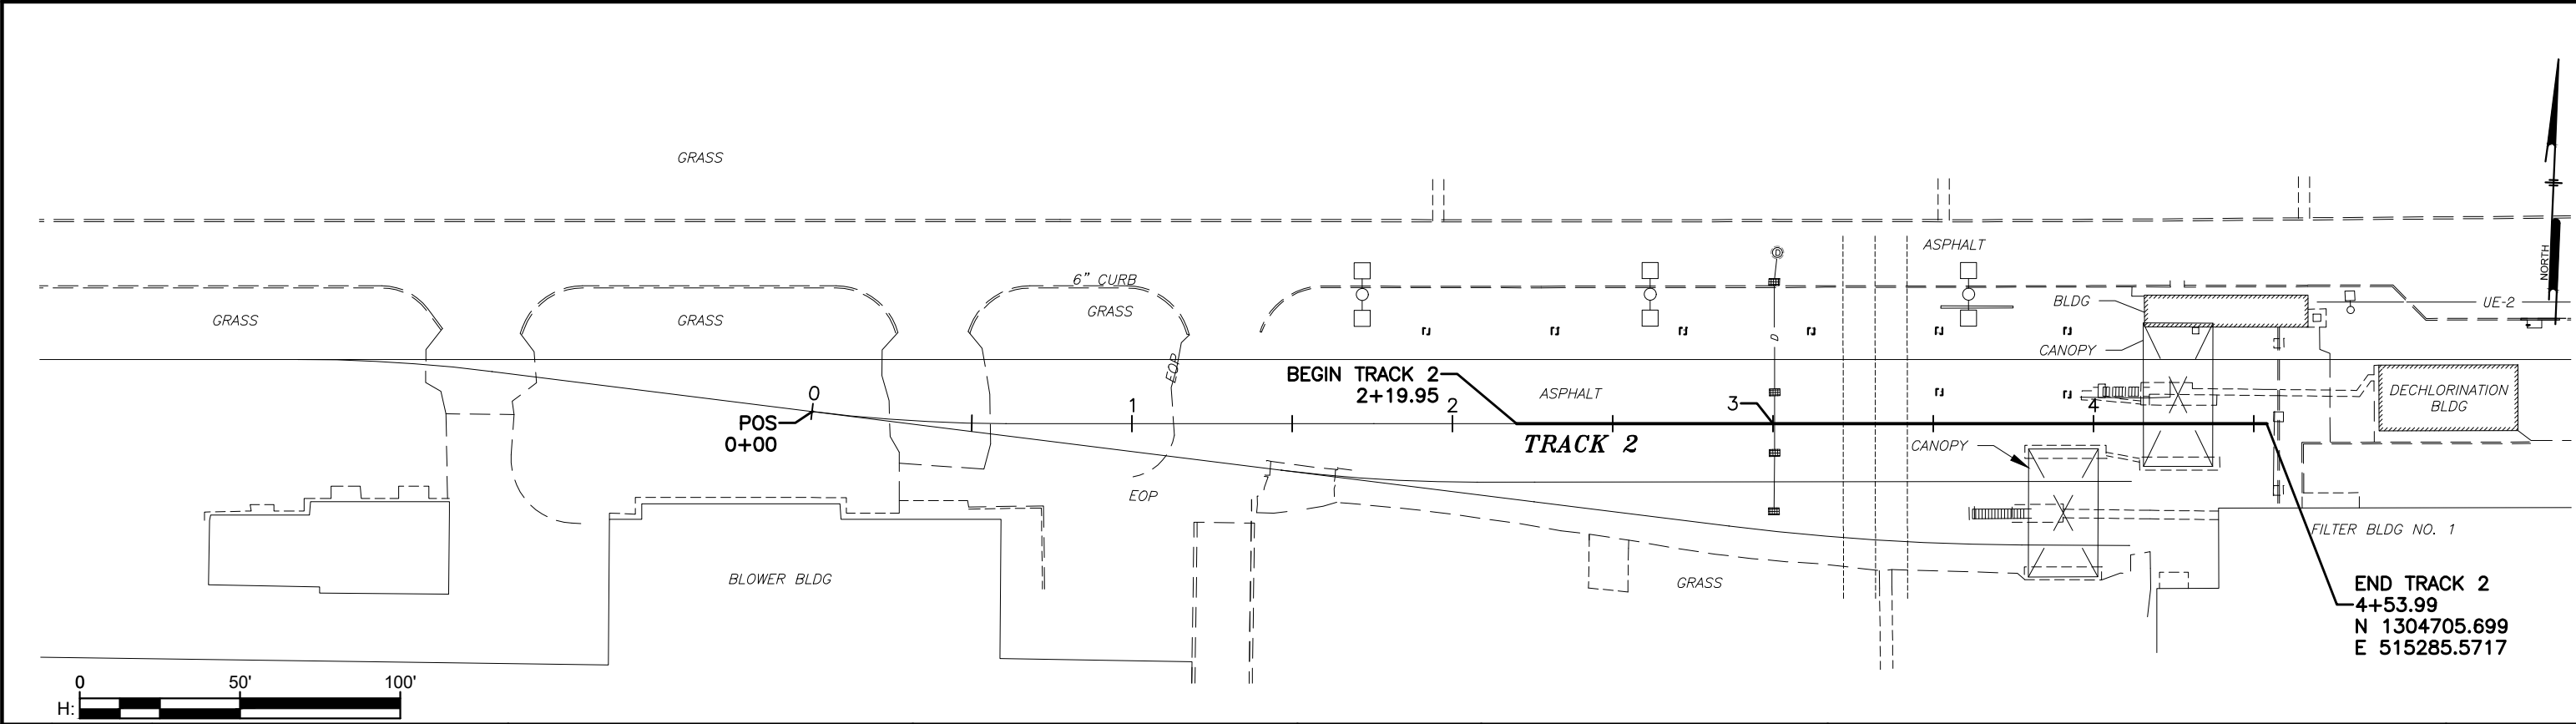 GRASS
ASPHALT
6" CURB
GRASS
GRASS
GRASS
BLDG
UE-2
NORTH
CANOPY
EOP
D
BEGIN TRACK 2
2+19.95
ASPHALT
DECHLORINATION
BLDG
0
1
2
3
4
POS
0+00
TRACK 2
CANOPY
EOP
FILTER BLDG NO. 1
BLOWER BLDG
GRASS
END TRACK 2
4+53.99
N 1304705.699
E 515285.5717
0 50' 100'
H: